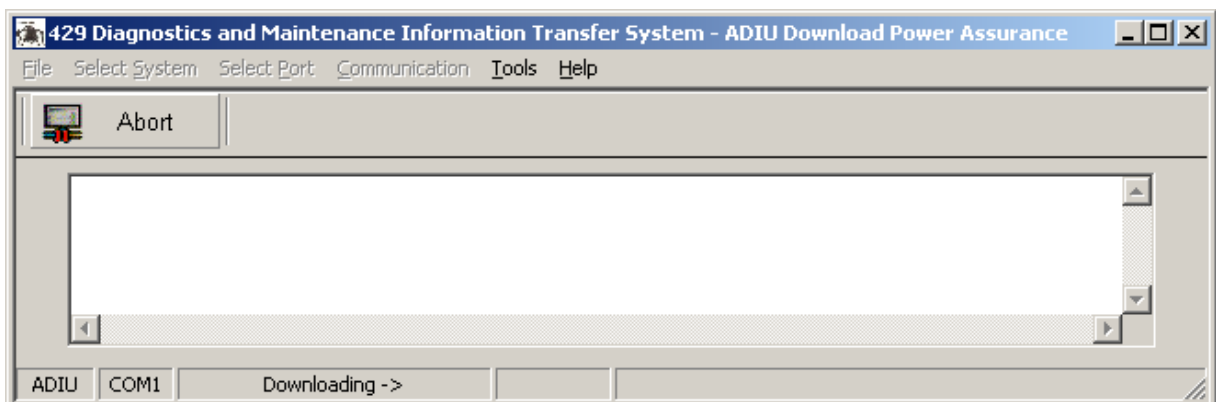 429 Diagnostics and Maintenance Information Transfer System - ADIU Download Power Assurance
File Select System Select Port Communication Tools Help
Abort
ADIU COM1 Downloading ->